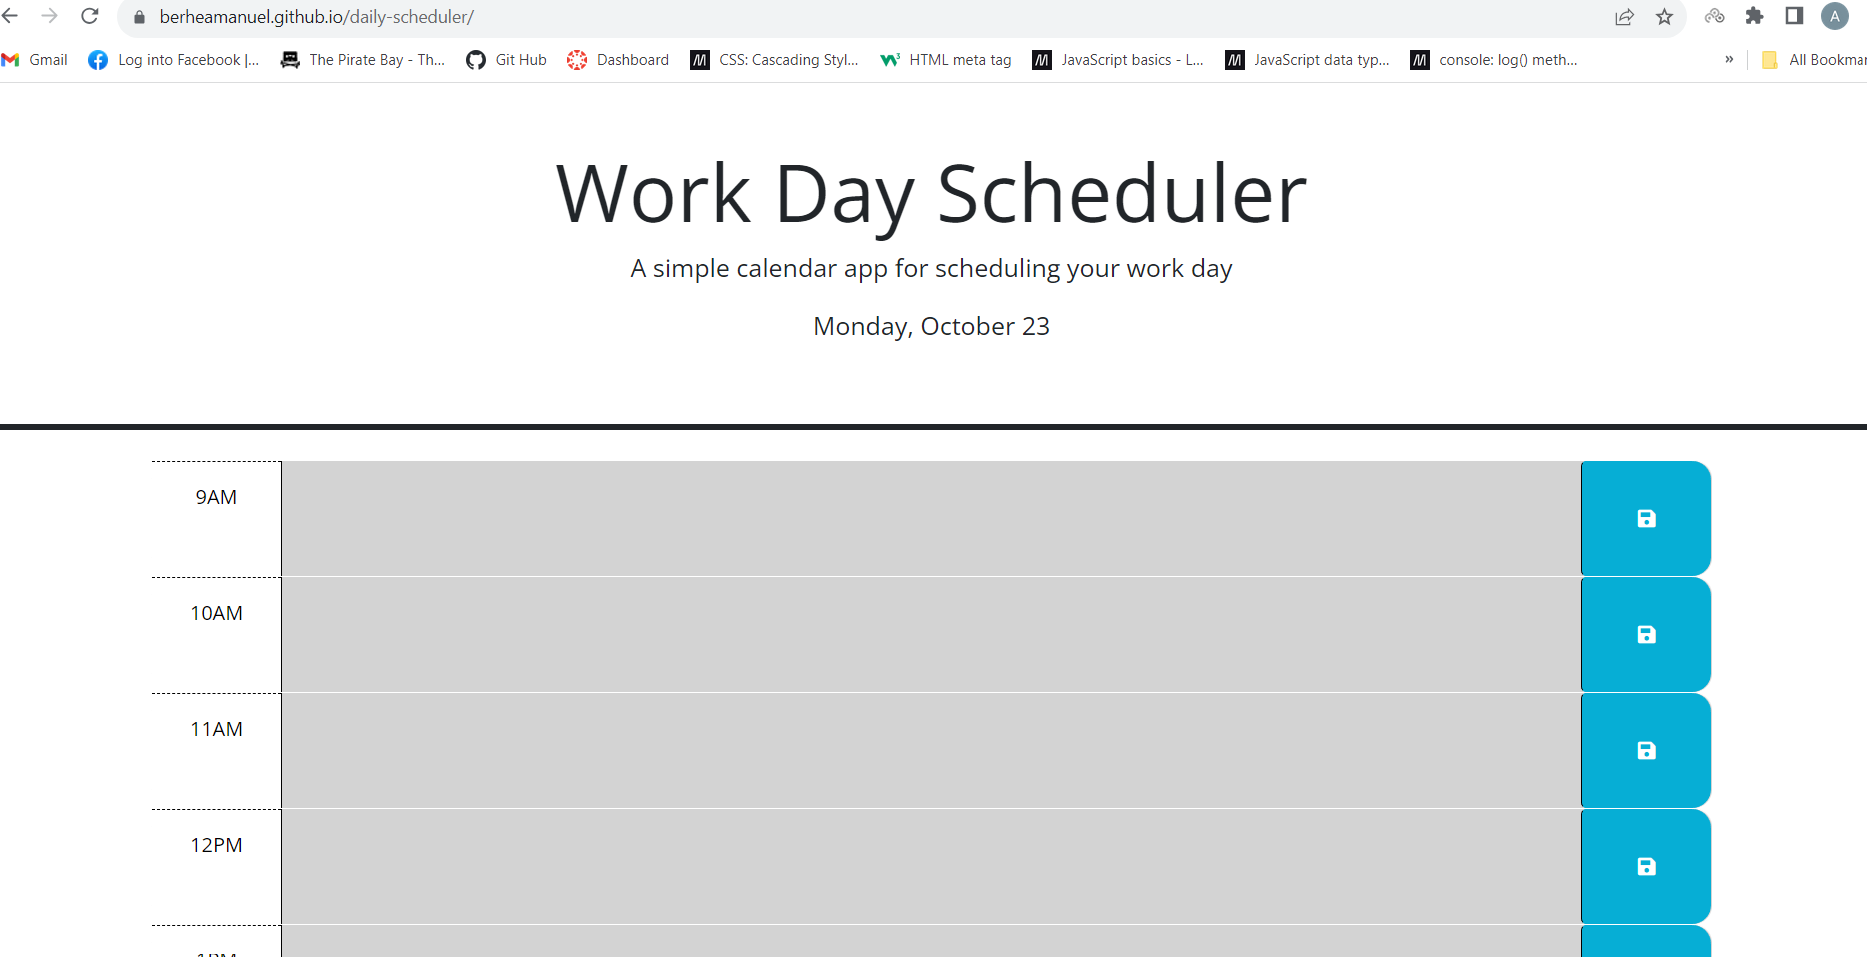 berheamanuel.github.io/daily-scheduler/
A
Gmail Log into Facebook |... The Pirate Bay - Th... Git Hub Dashboard CSS: Cascading Styl... HTML meta tag JavaScript basics - L... JavaScript data typ... console: log() meth... » All Bookmar
Work Day Scheduler
A simple calendar app for scheduling your work day
Monday, October 23
9AM
10AM
11AM
12PM
1PM